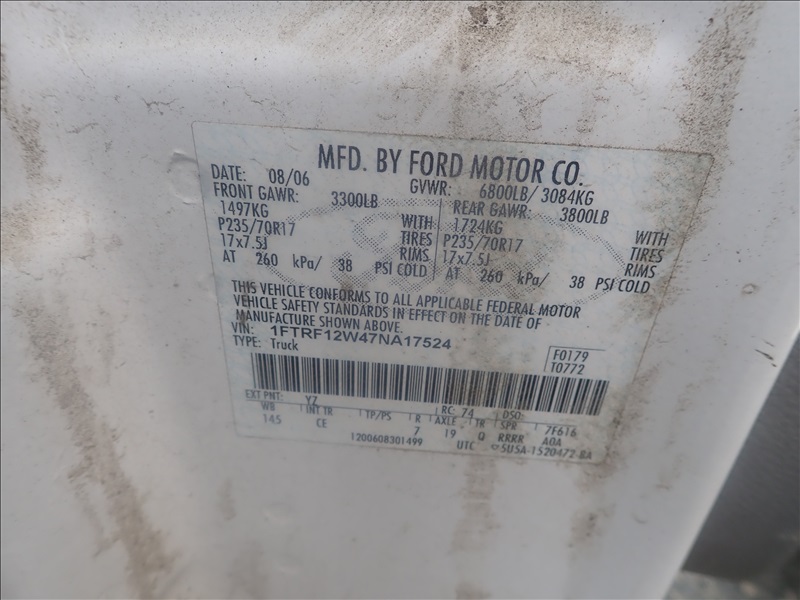 MFD. BY FORD MOTOR CO.
DATE: 08/06 GVWR: 6800LB/ 3084KG
FRONT GAWR: 3300LB REAR GAWR: 3800LB
1497KG WITH 1724KG WITH
P235/70R17 TIRES P235/70R17 TIRES
17x7.5J RIMS 17x7.5J RIMS
AT 260 kPa/ 38 PSI COLD AT 260 kPa/ 38 PSI COLD
THIS VEHICLE CONFORMS TO ALL APPLICABLE FEDERAL MOTOR
VEHICLE SAFETY STANDARDS IN EFFECT ON THE DATE OF
MANUFACTURE SHOWN ABOVE.
VIN: 1FTRF12W47NA17524
TYPE: Truck
F0179
T0772
EXT PNT: YZ RC: 74 DSO:
WB INT TR TP/PS R AXLE TR SPR 7F616
145 CE 7 19 Q RRRR AOA
1200608301499 UTC 5U5A-1520472-BA